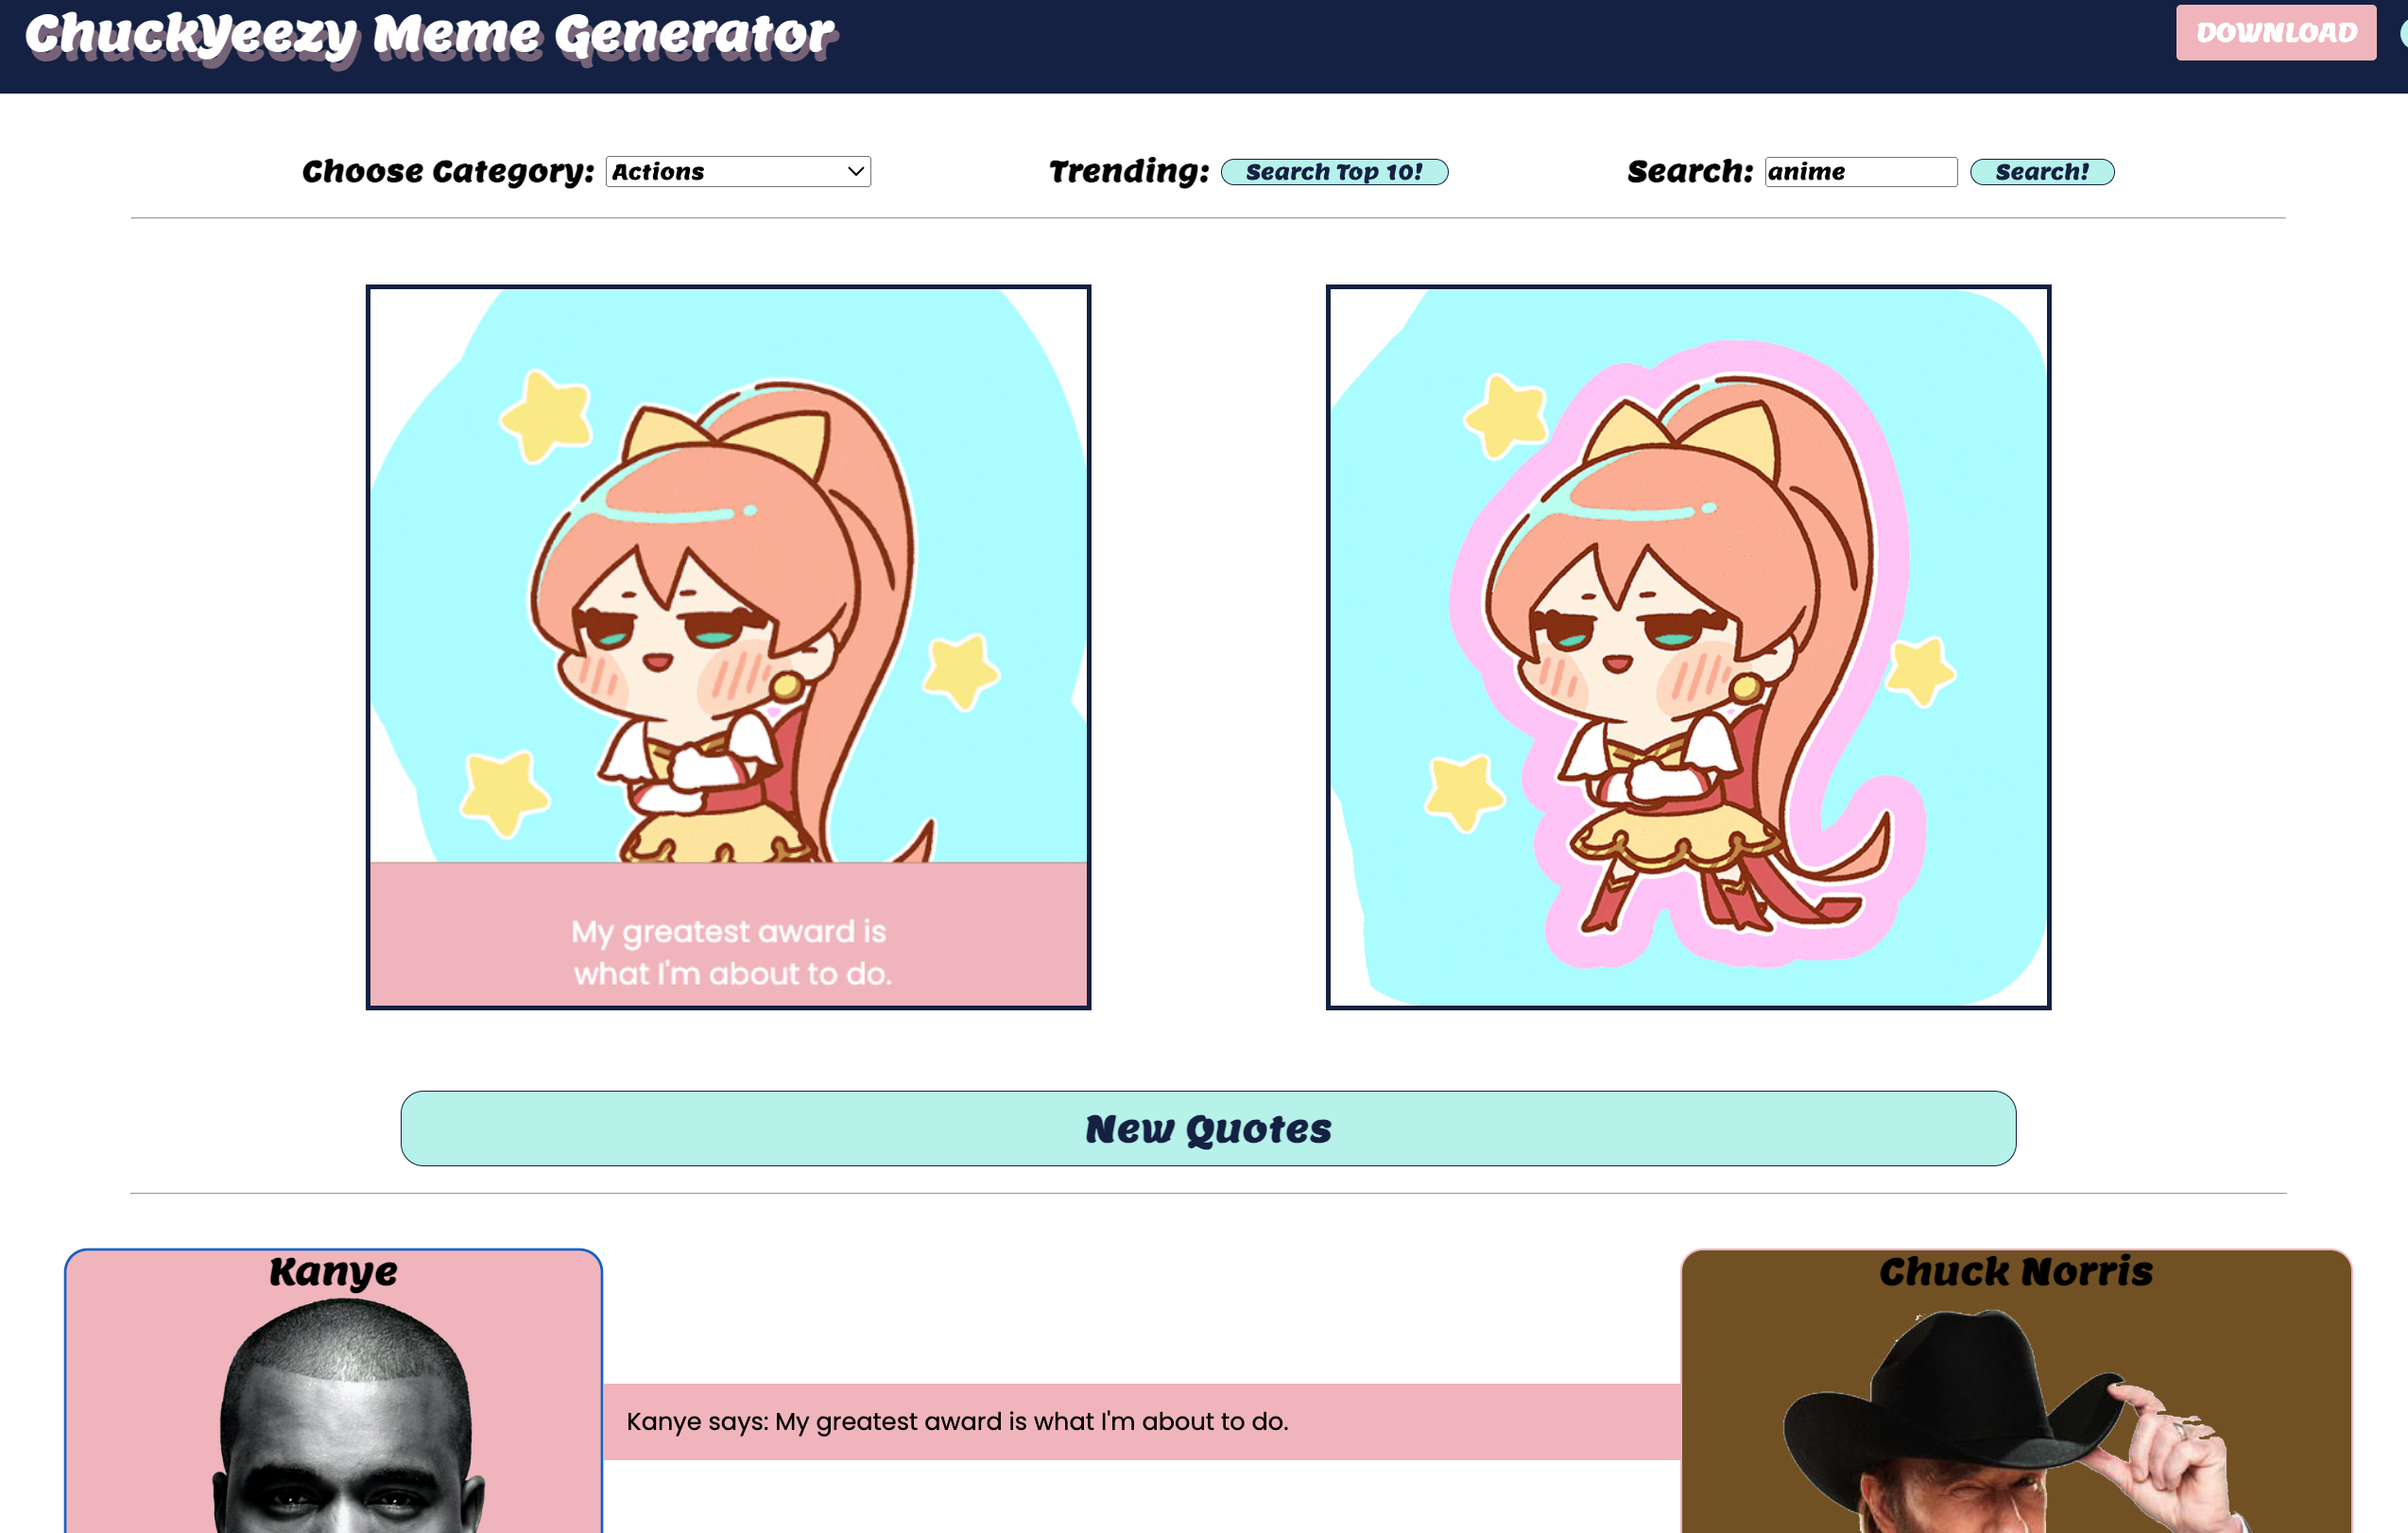 ChuckYeezy Meme Generator
DOWNLOAD
Choose Category: Actions
Trending: Search Top 10!
Search: anime Search!
My greatest award is
what I'm about to do.
New Quotes
Kanye
Chuck Norris
Kanye says: My greatest award is what I'm about to do.